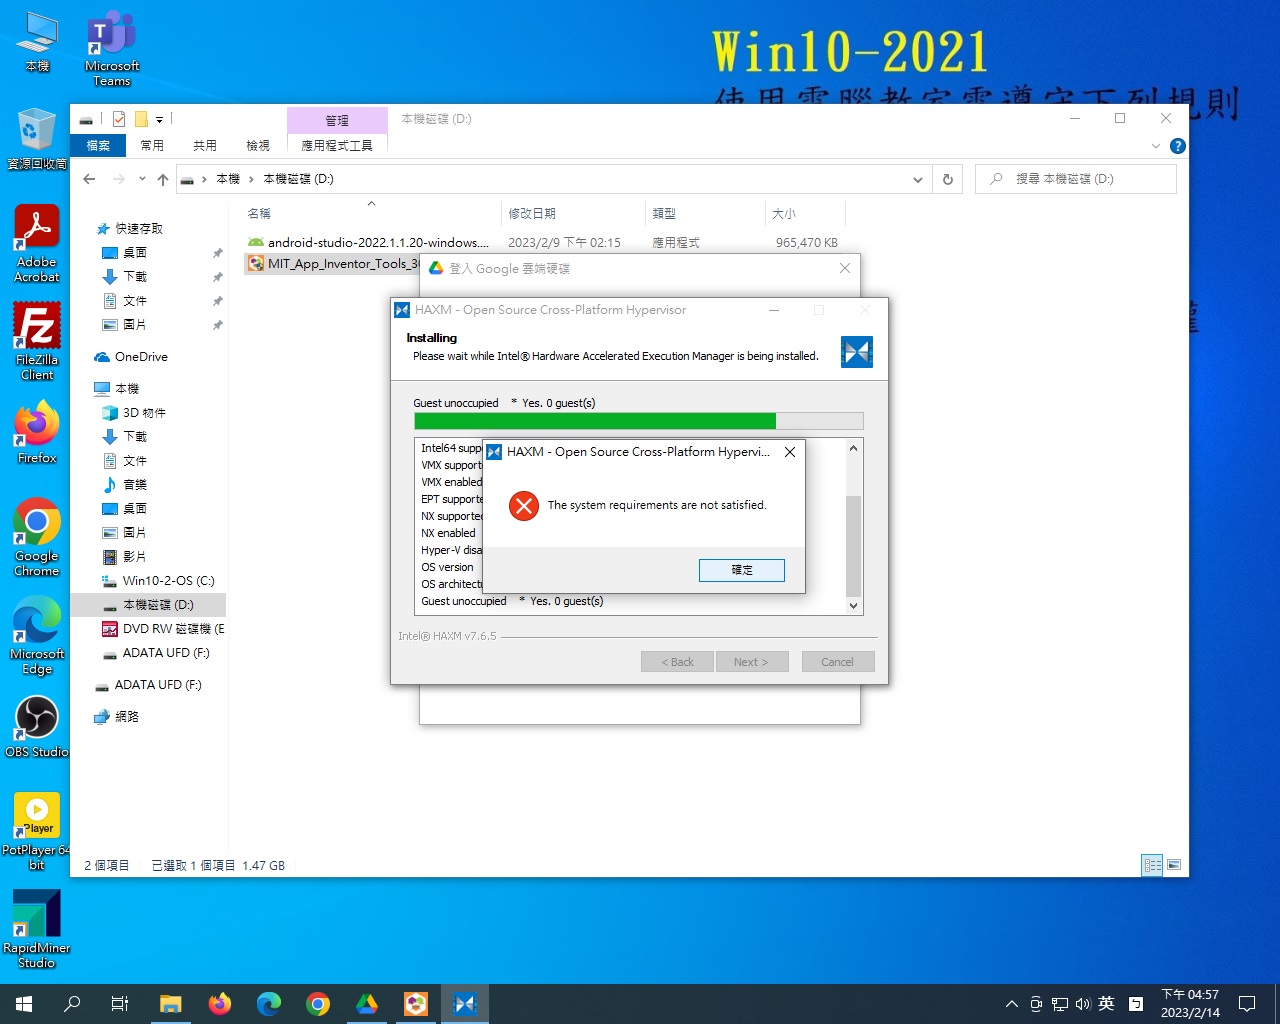 本機
Microsoft
Teams
資源回收筒
Adobe
Acrobat
FileZilla
Client
Firefox
Google
Chrome
Microsoft
Edge
OBS Studio
PotPlayer 64
bit
RapidMiner
Studio
Win10-2021
使用電腦教室需遵守下列規則
管理
本機磁碟 (D:)
檔案
常用
共用
檢視
應用程式工具
本機
本機磁碟 (D:)
搜尋 本機磁碟 (D:)
名稱
修改日期
類型
大小
android-studio-2022.1.1.20-windows....
2023/2/9 下午 02:15
應用程式
965,470 KB
MIT_App_Inventor_Tools_30
快速存取
桌面
下載
文件
圖片
OneDrive
本機
3D 物件
下載
文件
音樂
桌面
圖片
影片
Win10-2-OS (C:)
本機磁碟 (D:)
DVD RW 磁碟機 (E
ADATA UFD (F:)
ADATA UFD (F:)
網路
2 個項目
已選取 1 個項目 1.47 GB
登入 Google 雲端硬碟
HAXM - Open Source Cross-Platform Hypervisor
Installing
Please wait while Intel® Hardware Accelerated Execution Manager is being installed.
Guest unoccupied * Yes. 0 guest(s)
Intel64 supp
VMX support
VMX enabled
EPT supporte
NX supported
NX enabled
Hyper-V disa
OS version
OS architectu
Guest unoccupied * Yes. 0 guest(s)
Intel® HAXM v7.6.5
< Back
Next >
Cancel
HAXM - Open Source Cross-Platform Hypervi...
The system requirements are not satisfied.
確定
英
下午 04:57
2023/2/14